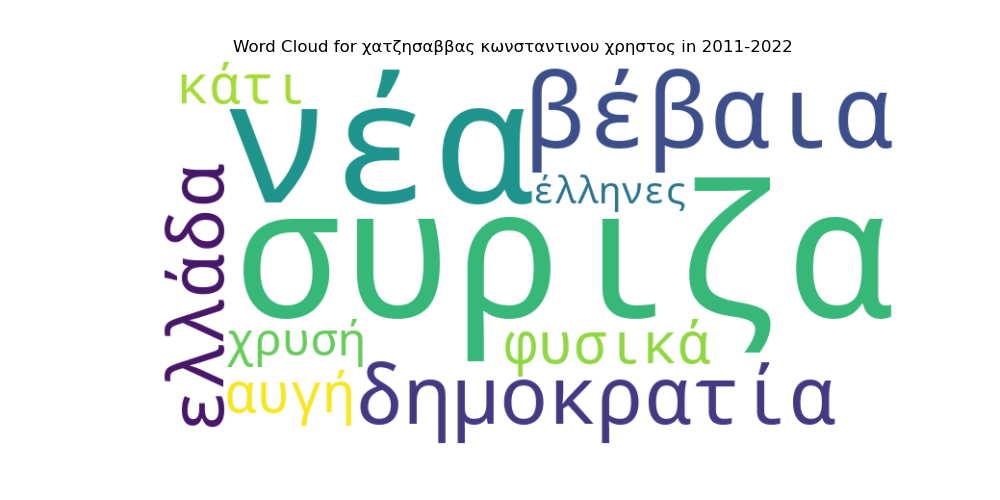 Word Cloud for χατζησαββας κωνσταντινου χρηστος in 2011-2022
κάτι
νέα
βέβαια
έλληνες
ελλάδα
συριζα
χρυσή
φυσικά
αυγή
δημοκρατία